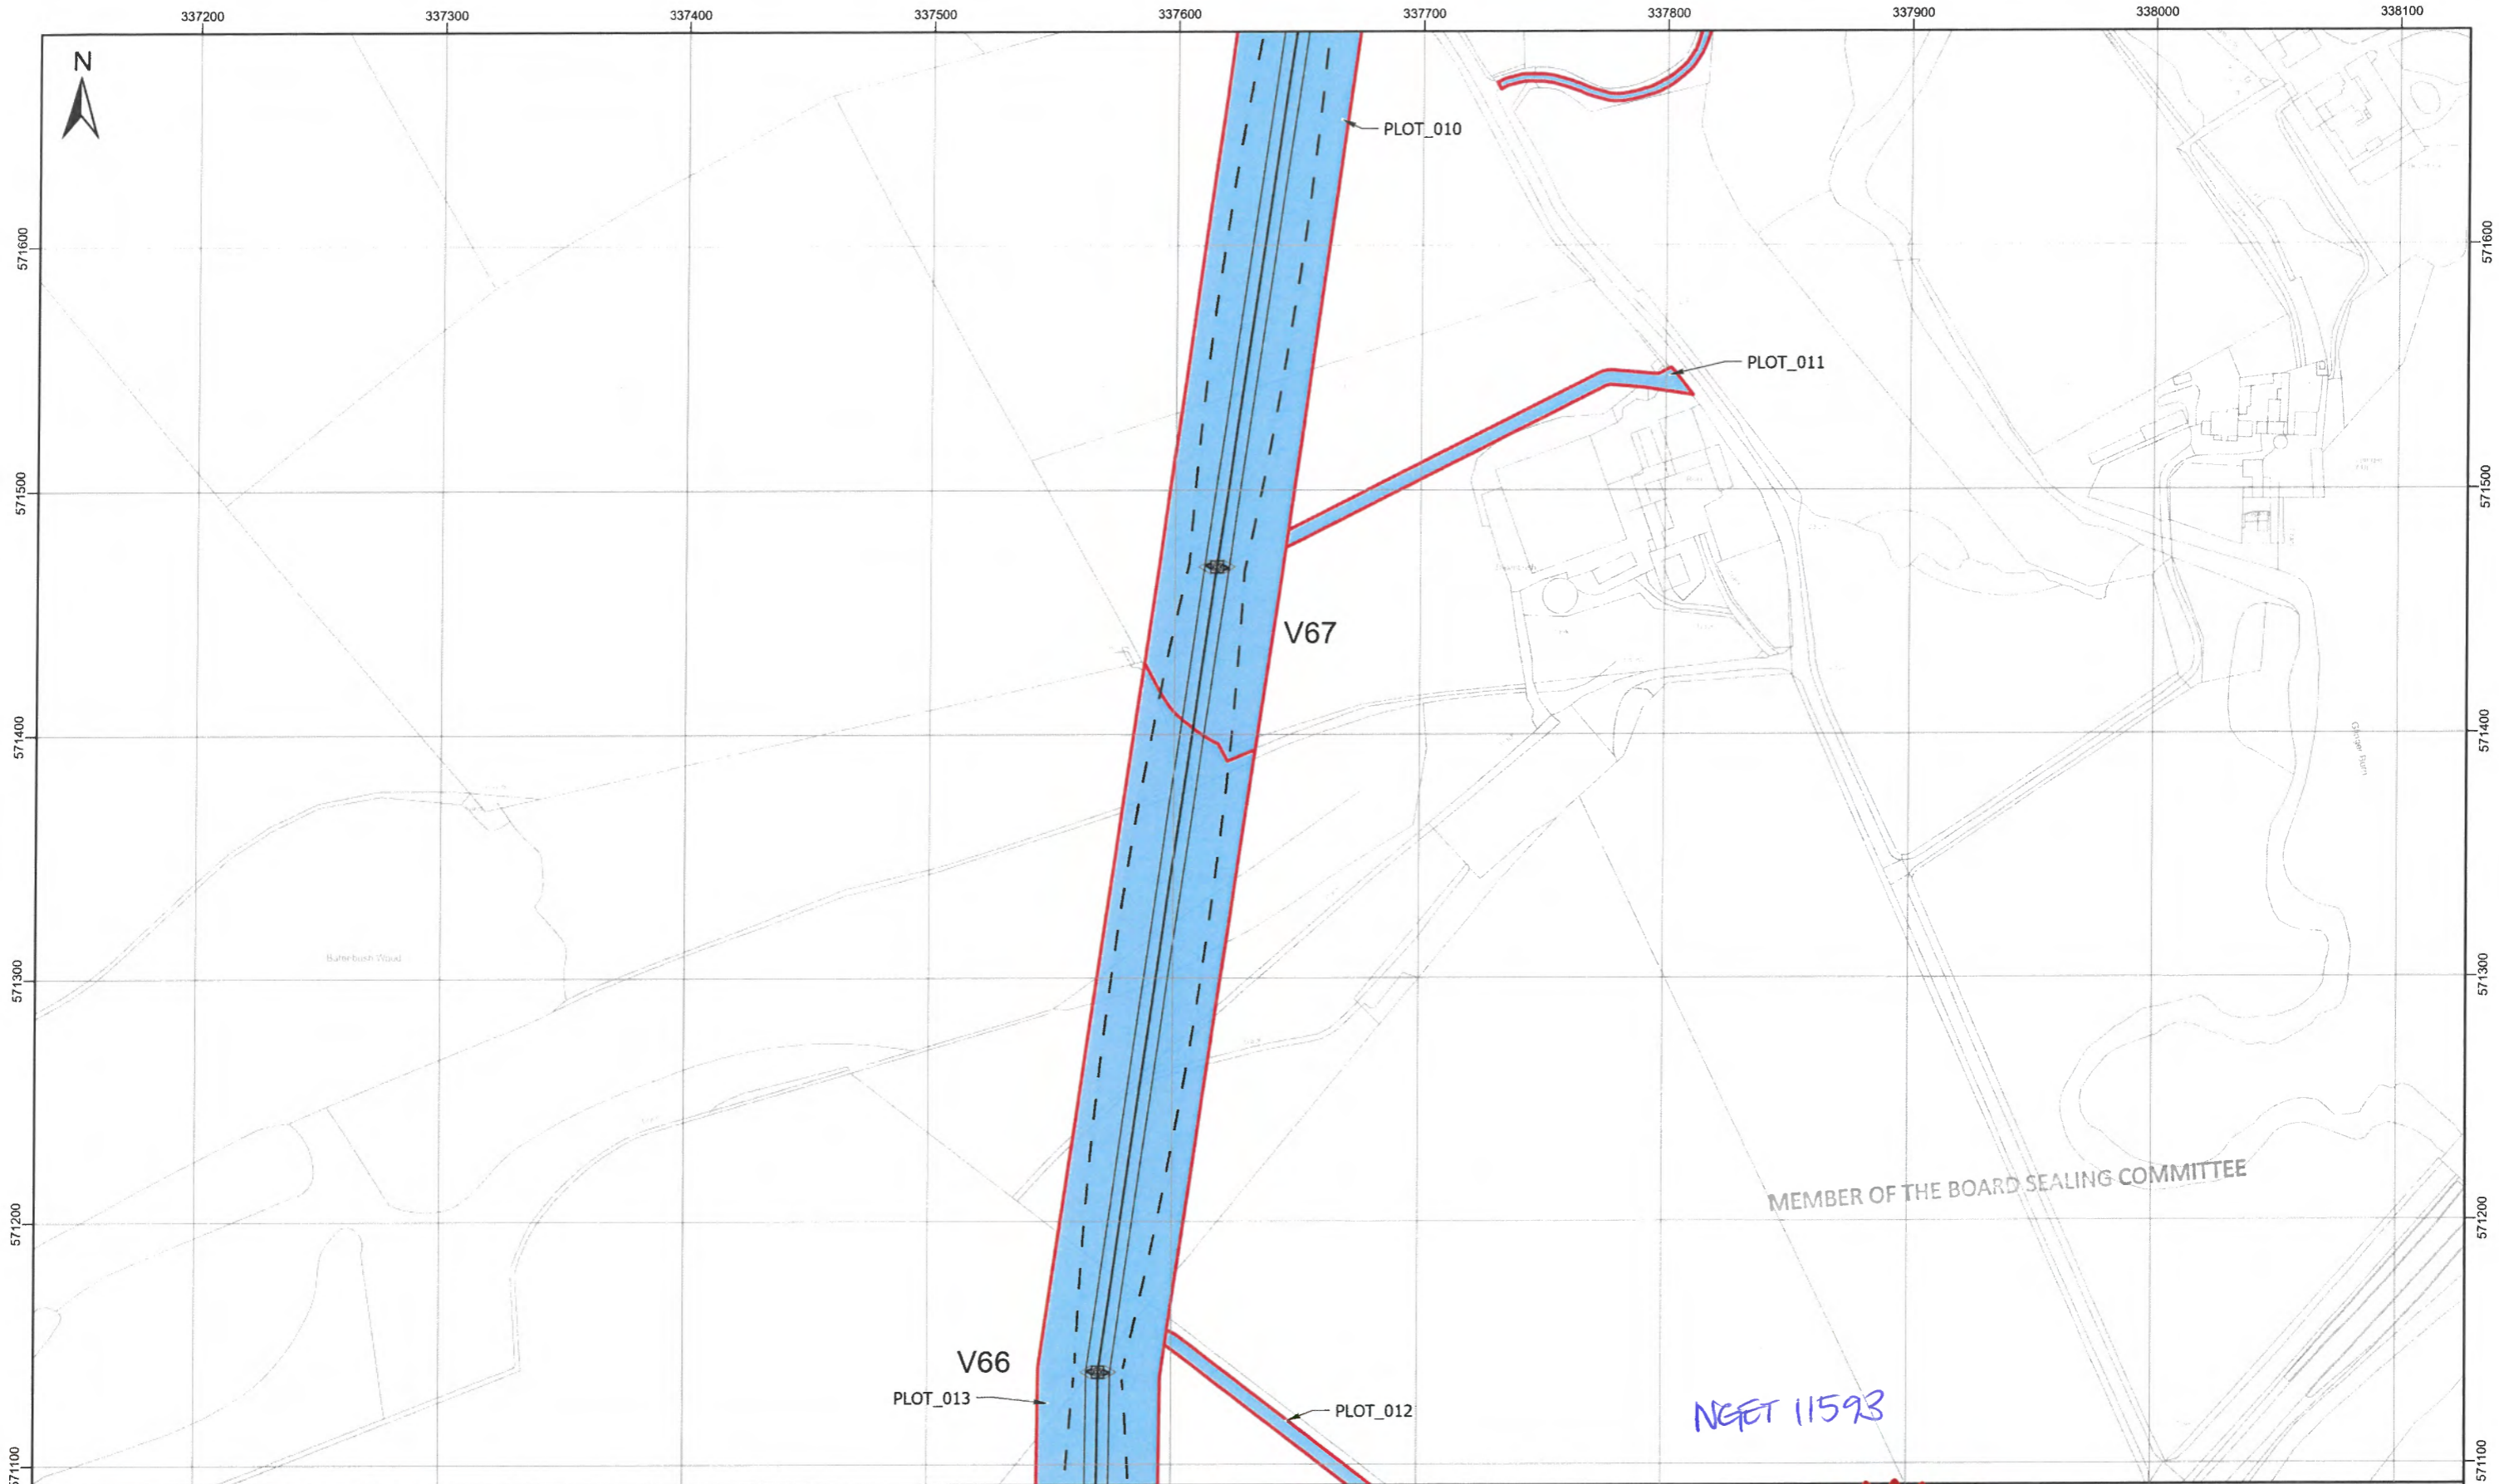 337200 337300 337400 337500 337600 337700 337800 337900 338000 338100
N
PLOT_010
571600 571600
PLOT_011
571500 571500
V67
571400 571400
571300 571300
MEMBER OF THE BOARD SEALING COMMITTEE
571200 571200
V66
PLOT_013
PLOT_012
NGET 11593
571100 571100